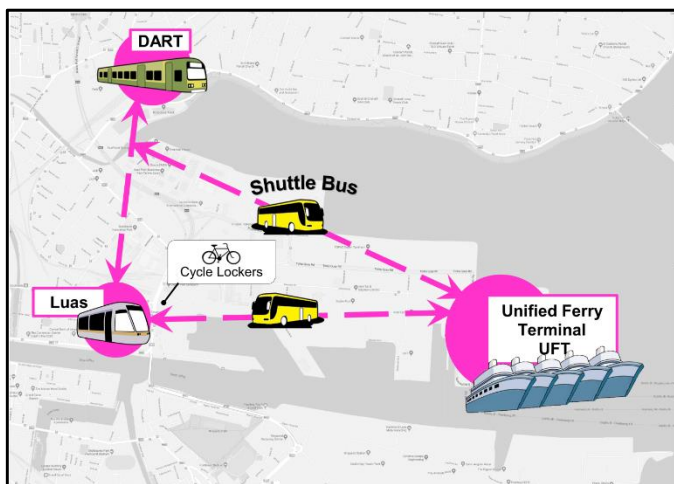 DART
Shuttle Bus
Cycle Lockers
Luas
Unified Ferry
Terminal
UFT